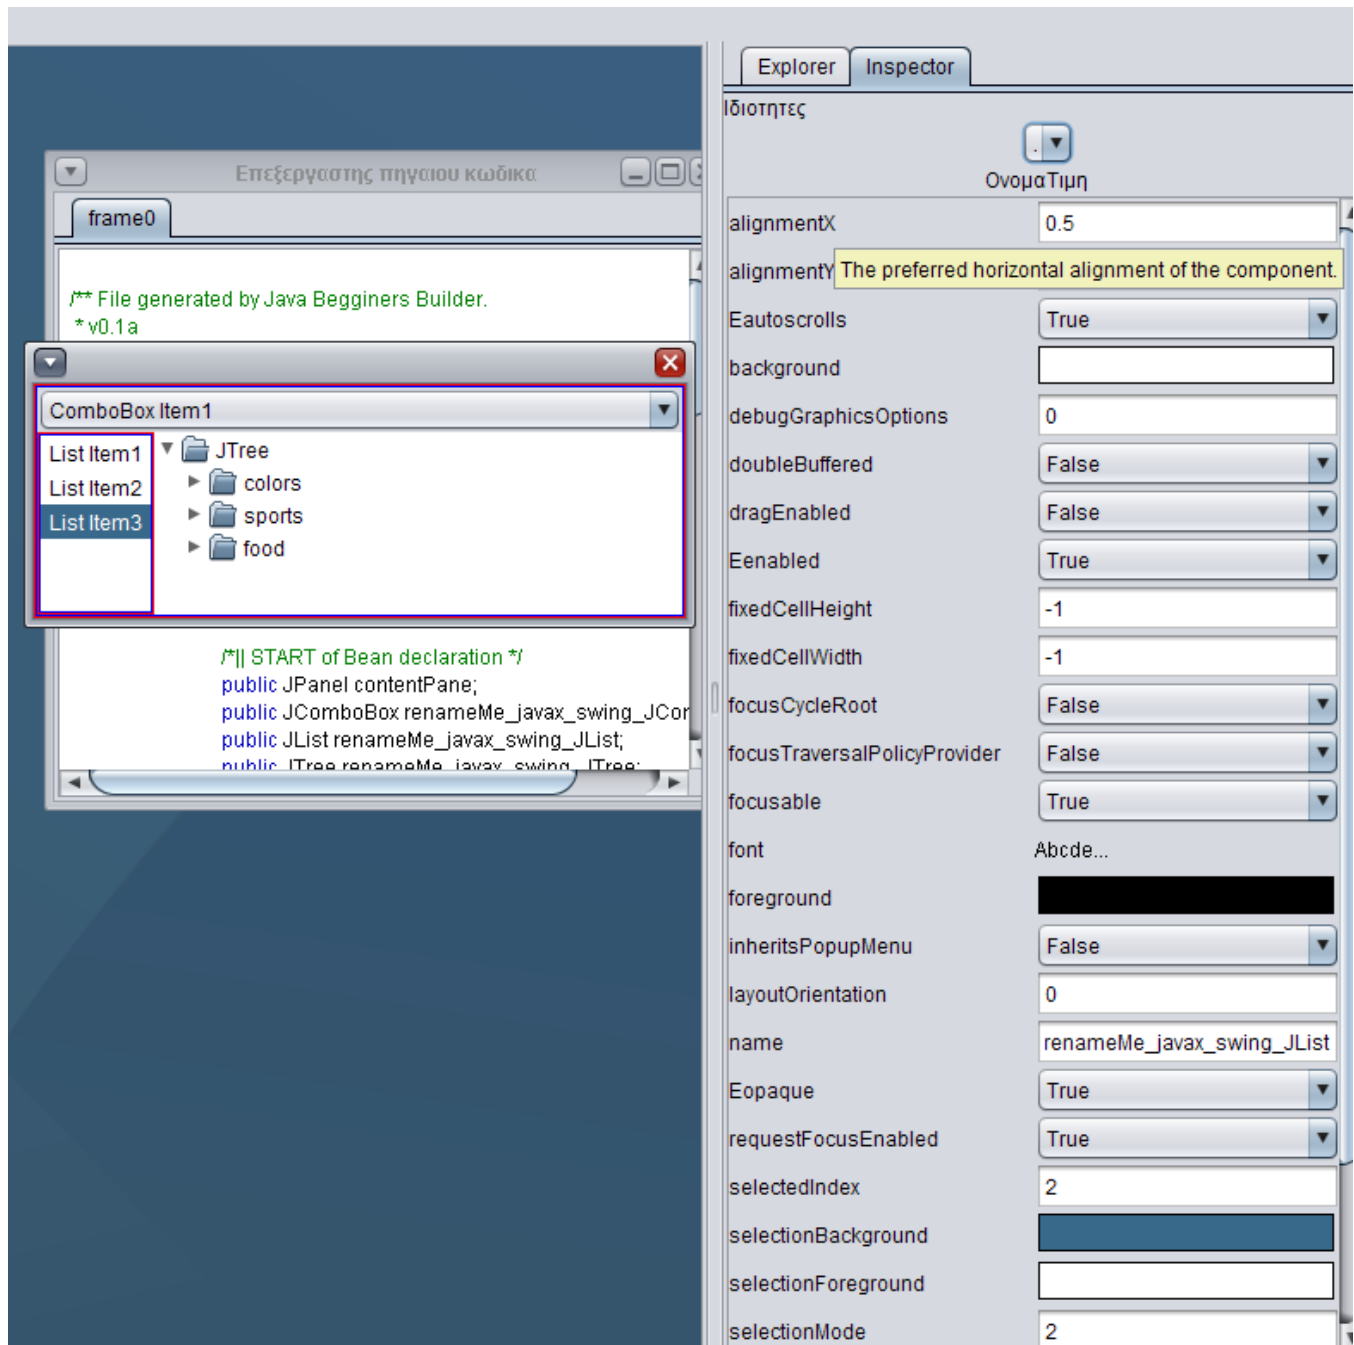 Explorer Inspector
Ιδιοτητες
.
ΟνομαΤιμη
alignmentX 0.5
alignmentY The preferred horizontal alignment of the component.
Eautoscrolls True
background
debugGraphicsOptions 0
doubleBuffered False
dragEnabled False
Eenabled True
fixedCellHeight -1
fixedCellWidth -1
focusCycleRoot False
focusTraversalPolicyProvider False
focusable True
font Abcde...
foreground
inheritsPopupMenu False
layoutOrientation 0
name renameMe_javax_swing_JList
Eopaque True
requestFocusEnabled True
selectedIndex 2
selectionBackground
selectionForeground
selectionMode 2
Επεξεργαστης πηγαιου κωδικα
frame0
/** File generated by Java Begginers Builder.
* v0.1a
ComboBox Item1
List Item1
List Item2
List Item3
JTree
colors
sports
food
/*|| START of Bean declaration */
public JPanel contentPane;
public JComboBox renameMe_javax_swing_JCor
public JList renameMe_javax_swing_JList;
public JTree renameMe_javax_swing_JTree;